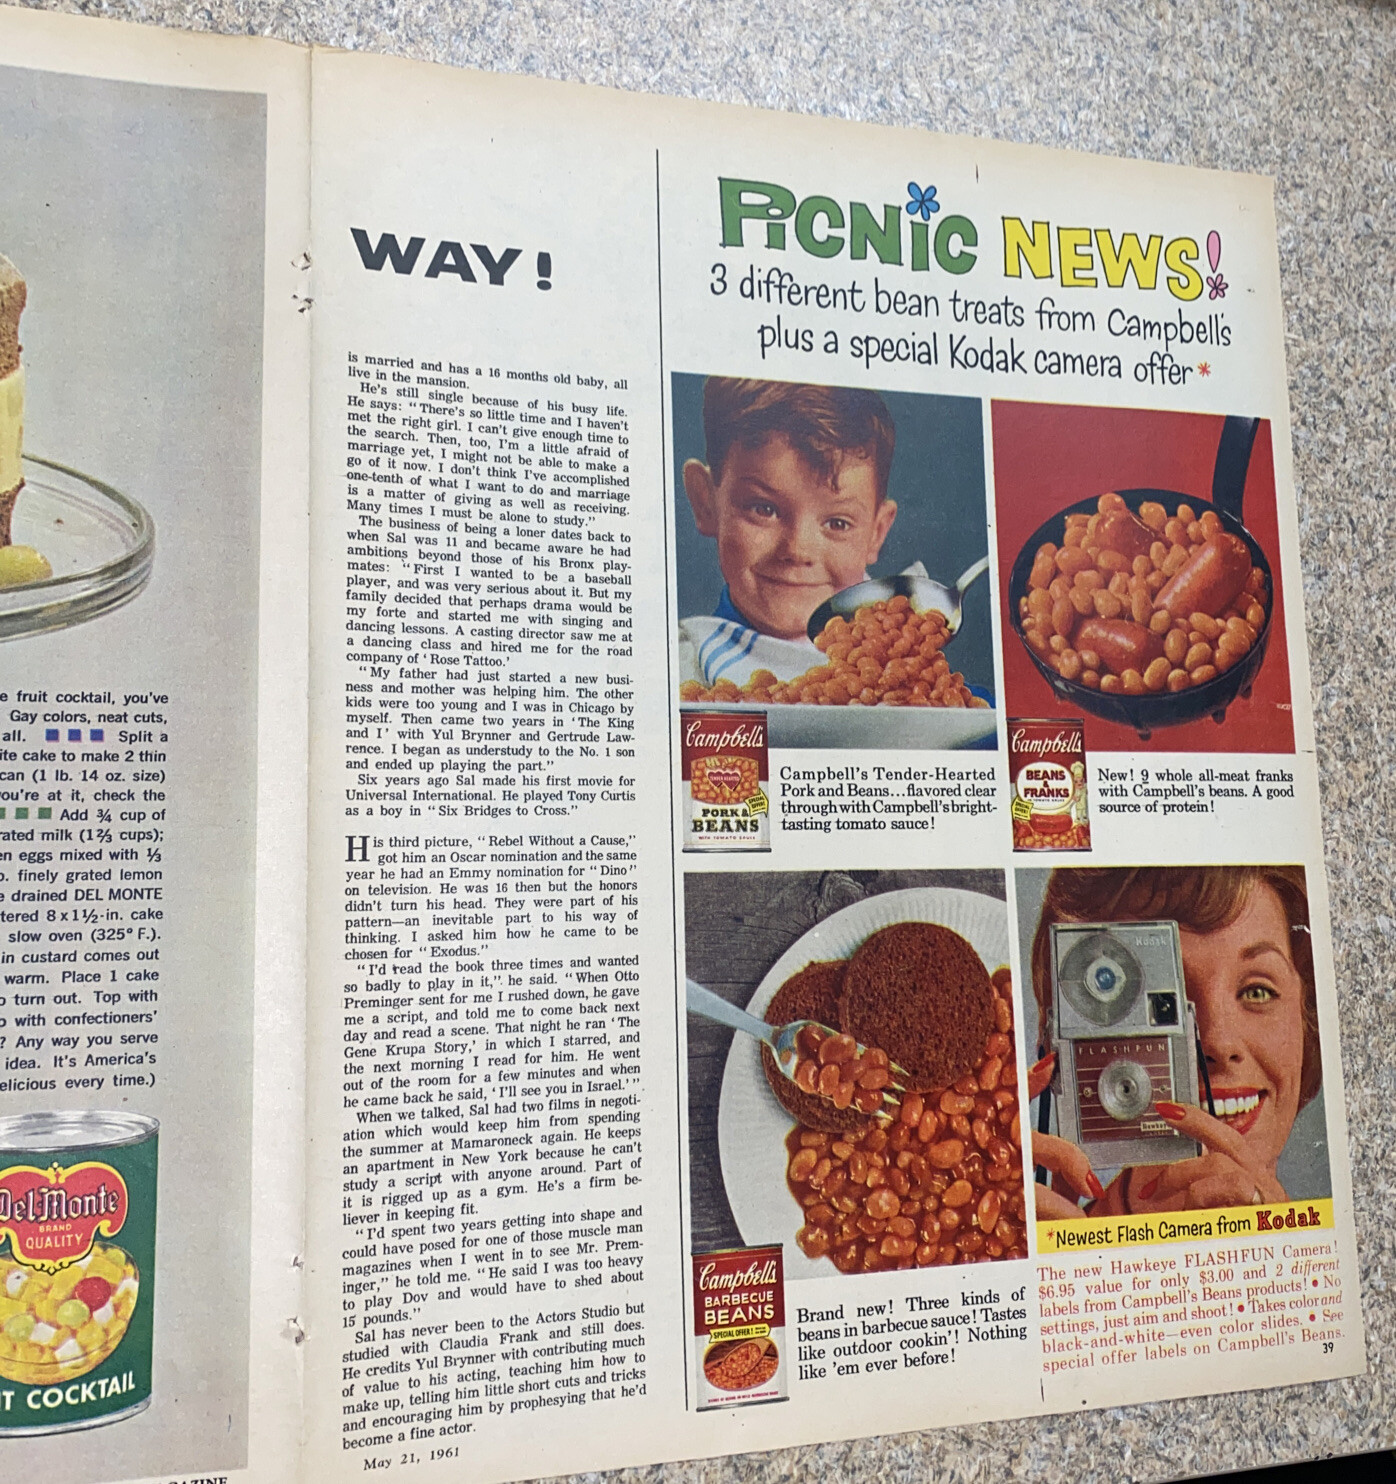 e fruit cocktail, you've
Gay colors, neat cuts,
all. Split a
ite cake to make 2 thin
can (1 lb. 14 oz. size)
ou're at it, check the
Add ¾ cup of
rated milk (1⅔ cups);
en eggs mixed with ⅓
p. finely grated lemon
e drained DEL MONTE
tered 8 x 1½-in. cake
slow oven (325° F.).
in custard comes out
warm. Place 1 cake
o turn out. Top with
o with confectioners'
? Any way you serve
idea. It's America's
elicious every time.)
Del Monte
BRAND
QUALITY
T COCKTAIL
AZINE
WAY!
is married and has a 16 months old baby, all
live in the mansion.
He's still single because of his busy life.
He says: "There's so little time and I haven't
met the right girl. I can't give enough time to
the search. Then, too, I'm a little afraid of
marriage yet, I might not be able to make a
go of it now. I don't think I've accomplished
one-tenth of what I want to do and marriage
is a matter of giving as well as receiving.
Many times I must be alone to study."
The business of being a loner dates back to
when Sal was 11 and became aware he had
ambitions beyond those of his Bronx play-
mates: "First I wanted to be a baseball
player, and was very serious about it. But my
family decided that perhaps drama would be
my forte and started me with singing and
dancing lessons. A casting director saw me at
a dancing class and hired me for the road
company of 'Rose Tattoo.'
"My father had just started a new busi-
ness and mother was helping him. The other
kids were too young and I was in Chicago by
myself. Then came two years in 'The King
and I' with Yul Brynner and Gertrude Law-
rence. I began as understudy to the No. 1 son
and ended up playing the part."
Six years ago Sal made his first movie for
Universal International. He played Tony Curtis
as a boy in "Six Bridges to Cross."
His third picture, "Rebel Without a Cause,"
got him an Oscar nomination and the same
year he had an Emmy nomination for "Dino"
on television. He was 16 then but the honors
didn't turn his head. They were part of his
pattern—an inevitable part to his way of
thinking. I asked him how he came to be
chosen for "Exodus."
"I'd read the book three times and wanted
so badly to play in it," he said. "When Otto
Preminger sent for me I rushed down, he gave
me a script, and told me to come back next
day and read a scene. That night he ran 'The
Gene Krupa Story,' in which I starred, and
the next morning I read for him. He went
out of the room for a few minutes and when
he came back he said, 'I'll see you in Israel.'"
When we talked, Sal had two films in negoti-
ation which would keep him from spending
the summer at Mamaroneck again. He keeps
an apartment in New York because he can't
study a script with anyone around. Part of
it is rigged up as a gym. He's a firm be-
liever in keeping fit.
"I'd spent two years getting into shape and
could have posed for one of those muscle man
magazines when I went in to see Mr. Prem-
inger," he told me. "He said I was too heavy
to play Dov and would have to shed about
15 pounds."
Sal has never been to the Actors Studio but
studied with Claudia Frank and still does.
He credits Yul Brynner with contributing much
of value to his acting, teaching him how to
make up, telling him little short cuts and tricks
and encouraging him by prophesying that he'd
become a fine actor.
May 21, 1961
PiCNiC NEWS!
3 different bean treats from Campbell's
plus a special Kodak camera offer*
Campbell's
TENDER-HEARTED
SPECIAL OFFER!
PORK &
BEANS
WITH TOMATO SAUCE
Campbell's Tender-Hearted
Pork and Beans...flavored clear
through with Campbell's bright-
tasting tomato sauce!
Campbell's
BEANS
&
FRANKS
IN TOMATO SAUCE
SPECIAL OFFER!
New! 9 whole all-meat franks
with Campbell's beans. A good
source of protein!
Campbell's
BARBECUE
BEANS
SPECIAL OFFER!
Brand new! Three kinds of
beans in barbecue sauce! Tastes
like outdoor cookin'! Nothing
like 'em ever before!
Kodak
FLASHFUN
Hawkeye
*Newest Flash Camera from Kodak
The new Hawkeye FLASHFUN Camera!
$6.95 value for only $3.00 and 2 different
labels from Campbell's Beans products! • No
settings, just aim and shoot! • Takes color and
black-and-white—even color slides. • See
special offer labels on Campbell's Beans.
39